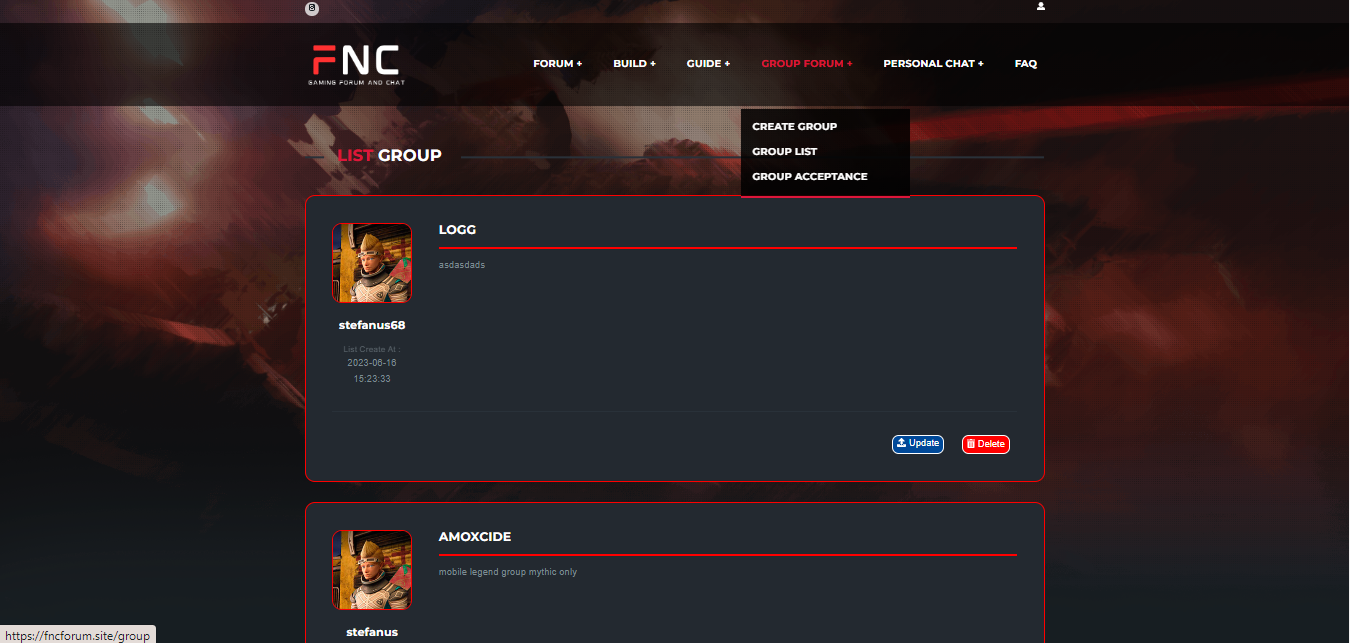 FNC
GAMING FORUM AND CHAT
FORUM +
BUILD +
GUIDE +
GROUP FORUM +
PERSONAL CHAT +
FAQ
CREATE GROUP
GROUP LIST
GROUP ACCEPTANCE
LIST GROUP
LOGG
asdasdads
stefanus68
List Create At :
2023-06-16
15:23:33
Update
Delete
AMOXCIDE
mobile legend group mythic only
stefanus
https://fncforum.site/group